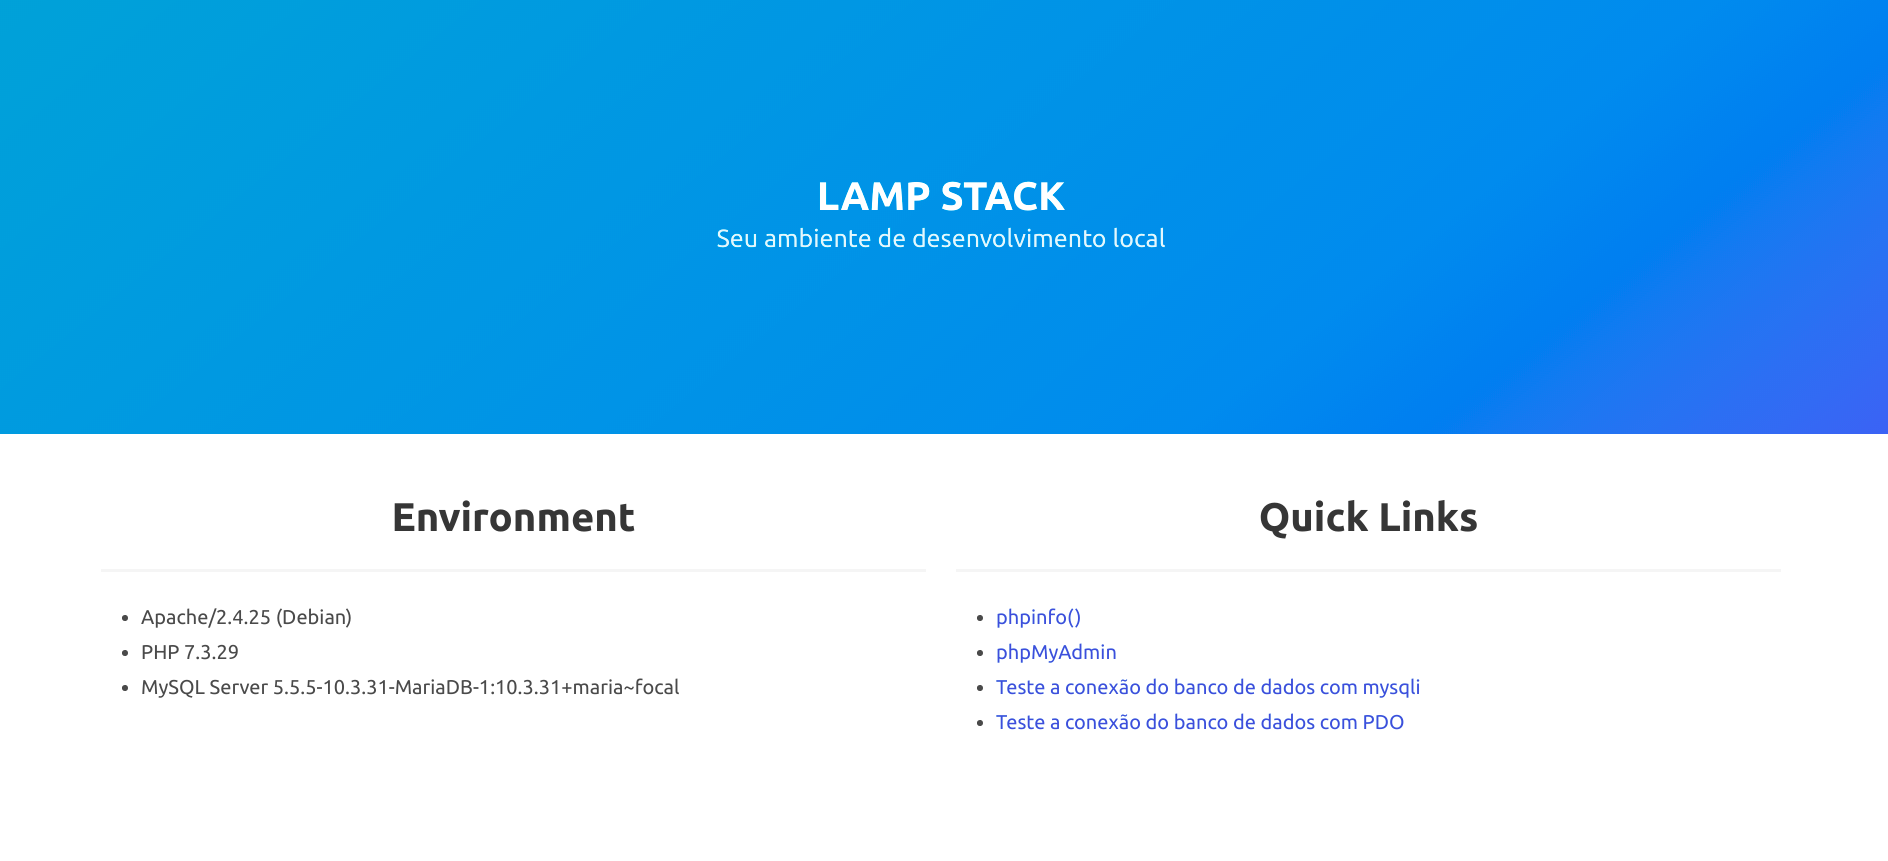 LAMP STACK
Seu ambiente de desenvolvimento local
Environment
Apache/2.4.25 (Debian)
PHP 7.3.29
MySQL Server 5.5.5-10.3.31-MariaDB-1:10.3.31+maria~focal
Quick Links
phpinfo()
phpMyAdmin
Teste a conexão do banco de dados com mysqli
Teste a conexão do banco de dados com PDO